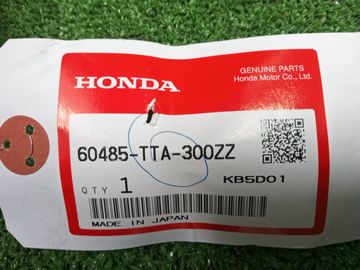 HONDA
GENUINE PARTS
Honda Motor Co., Ltd.
60485-TTA-300ZZ
QTY 1
KB5D01
MADE IN JAPAN